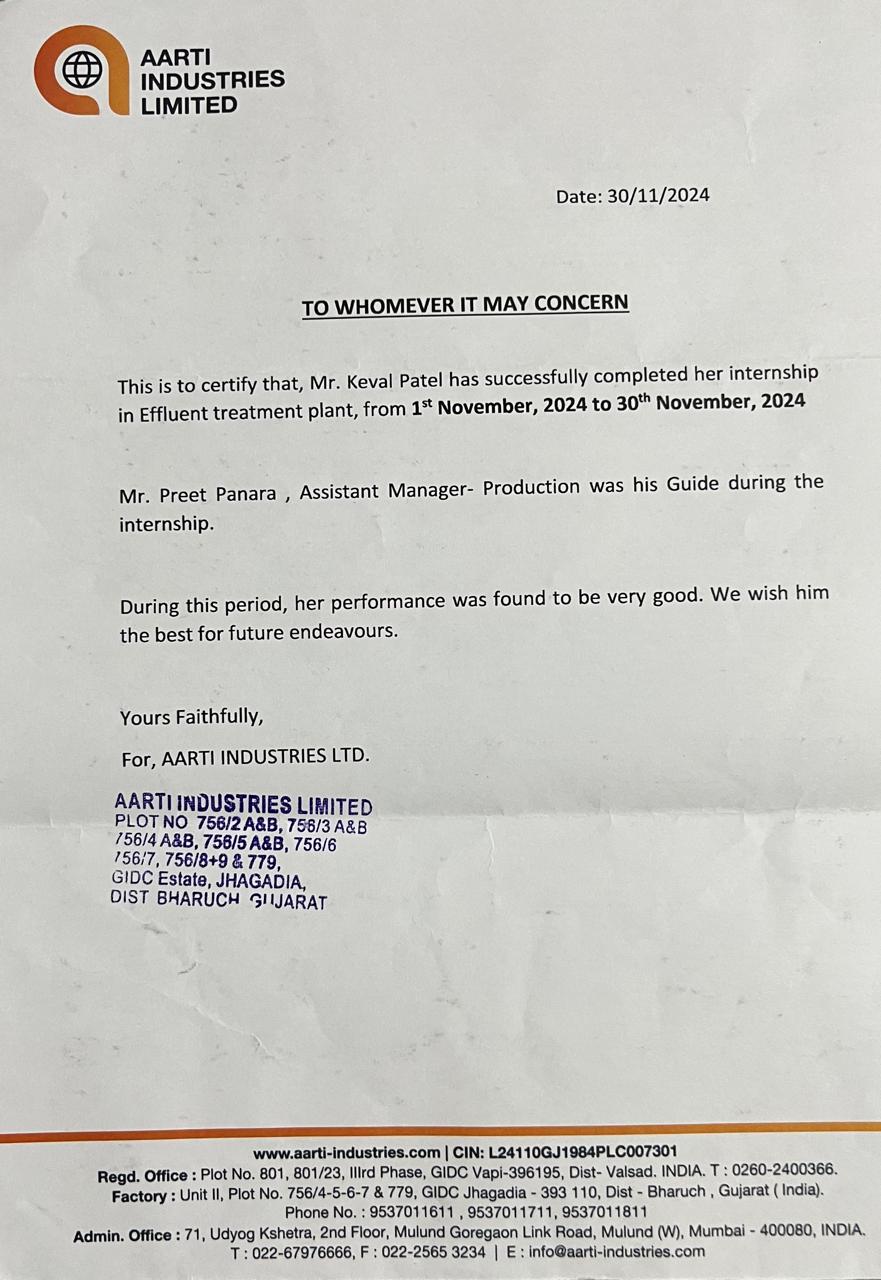 AARTI
INDUSTRIES
LIMITED
Date: 30/11/2024
TO WHOMEVER IT MAY CONCERN
This is to certify that, Mr. Keval Patel has successfully completed her internship
in Effluent treatment plant, from 1st November, 2024 to 30th November, 2024
Mr. Preet Panara , Assistant Manager- Production was his Guide during the
internship.
During this period, her performance was found to be very good. We wish him
the best for future endeavours.
Yours Faithfully,
For, AARTI INDUSTRIES LTD.
AARTI INDUSTRIES LIMITED
PLOT NO 756/2 A&B, 756/3 A&B
756/4 A&B, 756/5 A&B, 756/6
756/7, 756/8+9 & 779,
GIDC Estate, JHAGADIA,
DIST BHARUCH GUJARAT
www.aarti-industries.com | CIN: L24110GJ1984PLC007301
Regd. Office : Plot No. 801, 801/23, IIIrd Phase, GIDC Vapi-396195, Dist- Valsad. INDIA. T : 0260-2400366.
Factory : Unit II, Plot No. 756/4-5-6-7 & 779, GIDC Jhagadia - 393 110, Dist - Bharuch , Gujarat ( India).
Phone No. : 9537011611 , 9537011711, 9537011811
Admin. Office : 71, Udyog Kshetra, 2nd Floor, Mulund Goregaon Link Road, Mulund (W), Mumbai - 400080, INDIA.
T : 022-67976666, F : 022-2565 3234 | E : info@aarti-industries.com